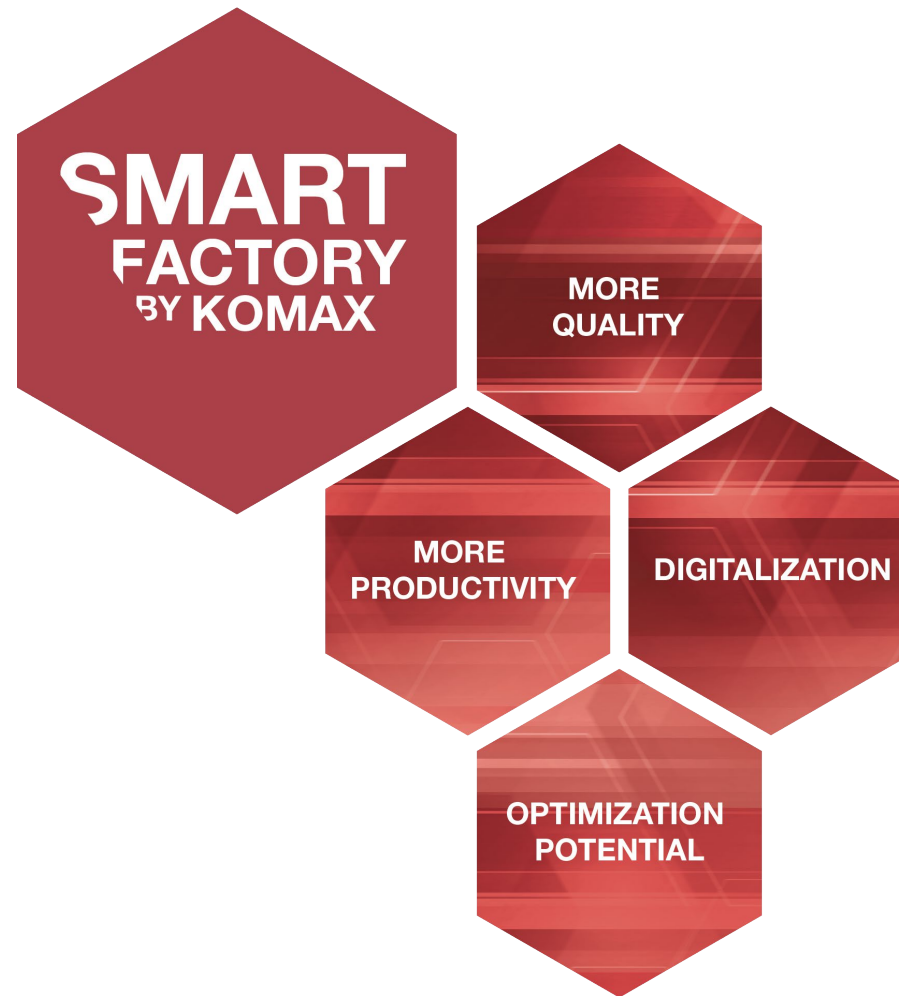 SMART
FACTORY
BY KOMAX
MORE
QUALITY
MORE
PRODUCTIVITY
DIGITALIZATION
OPTIMIZATION
POTENTIAL